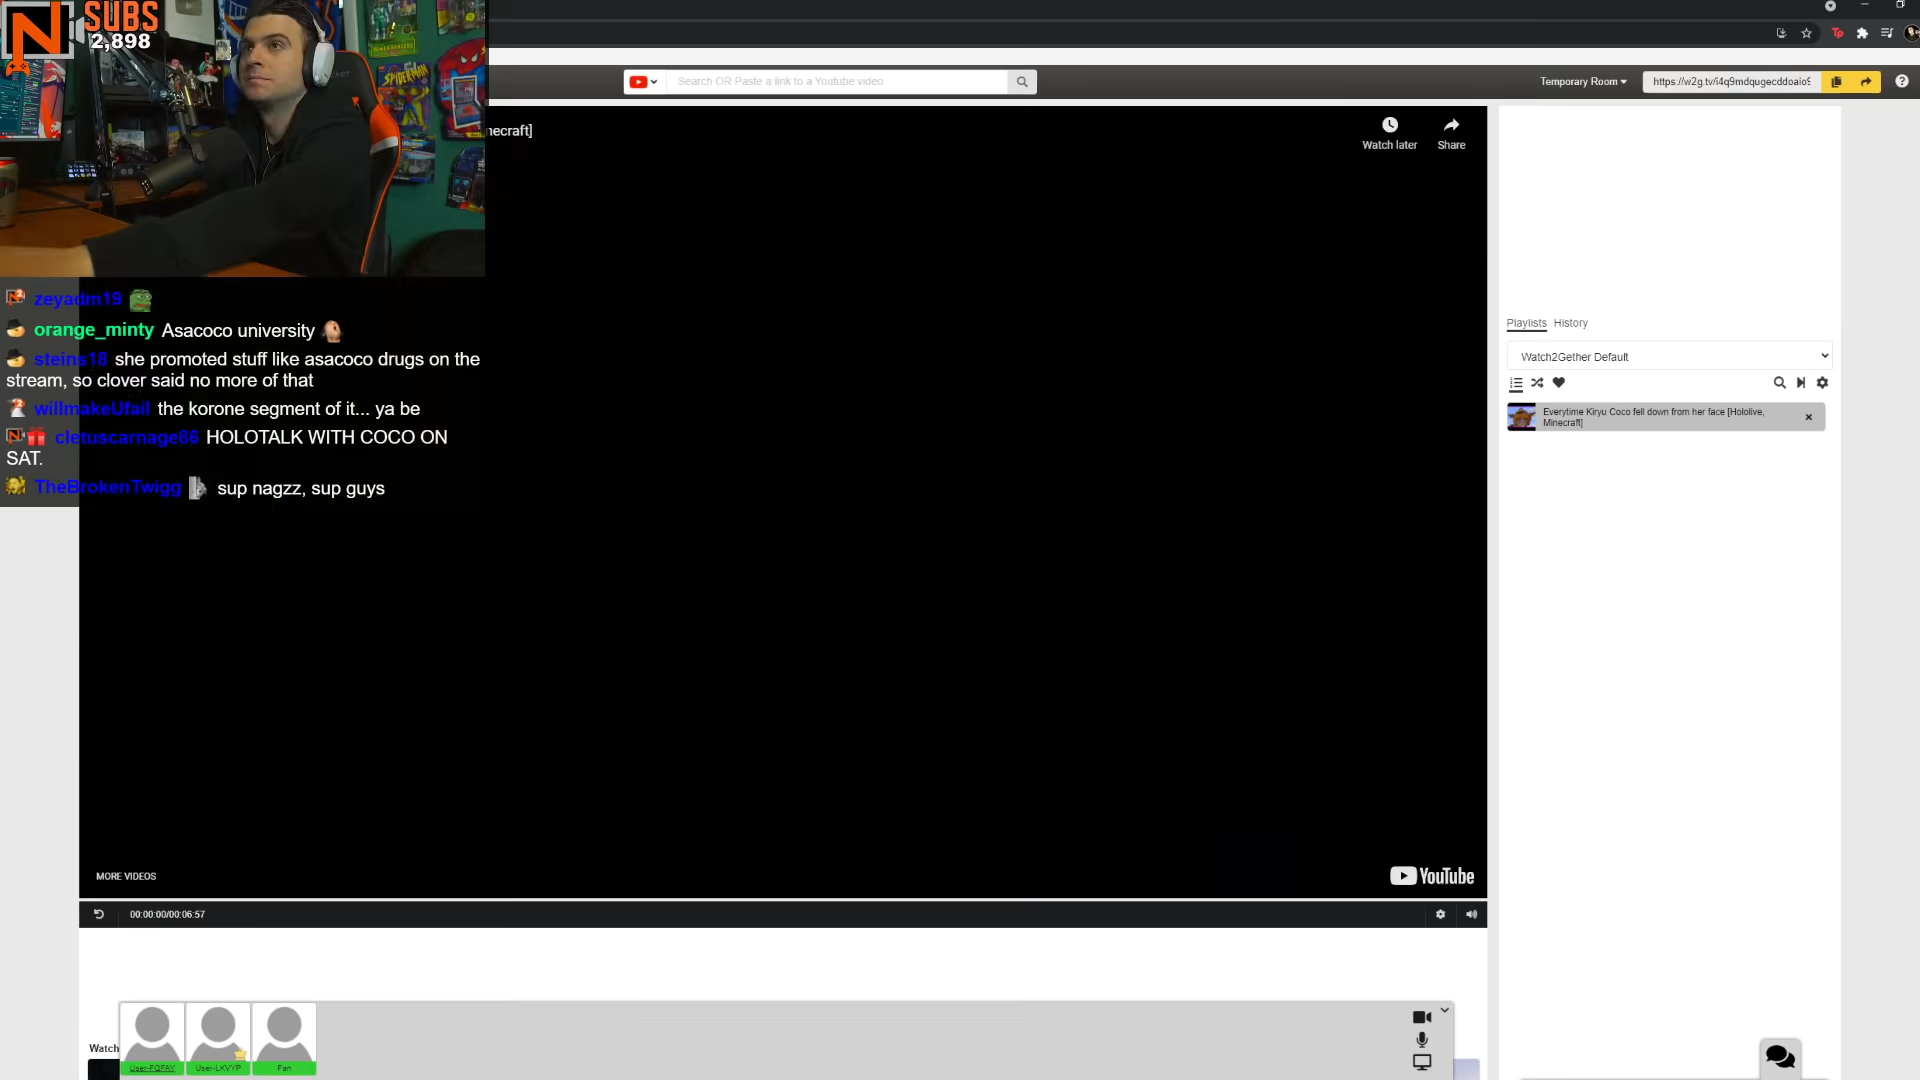 SUBS
2,898
Search OR Paste a link to a Youtube video
Temporary Room
https://w2g.tv/i4q9mdqugecddoaio9
necraft]
Watch later
Share
zeyadm19
orange_minty Asacoco university
steins18 she promoted stuff like asacoco drugs on the
stream, so clover said no more of that
willmakeUfail the korone segment of it... ya be
cletuscarnage86 HOLOTALK WITH COCO ON
SAT.
TheBrokenTwigg sup nagzz, sup guys
Playlists History
Watch2Gether Default
Everytime Kiryu Coco fell down from her face [Hololive,
Minecraft]
MORE VIDEOS
YouTube
00:00:00/00:06:57
Watch
User-FQFAY
User-LKVYP
Fan